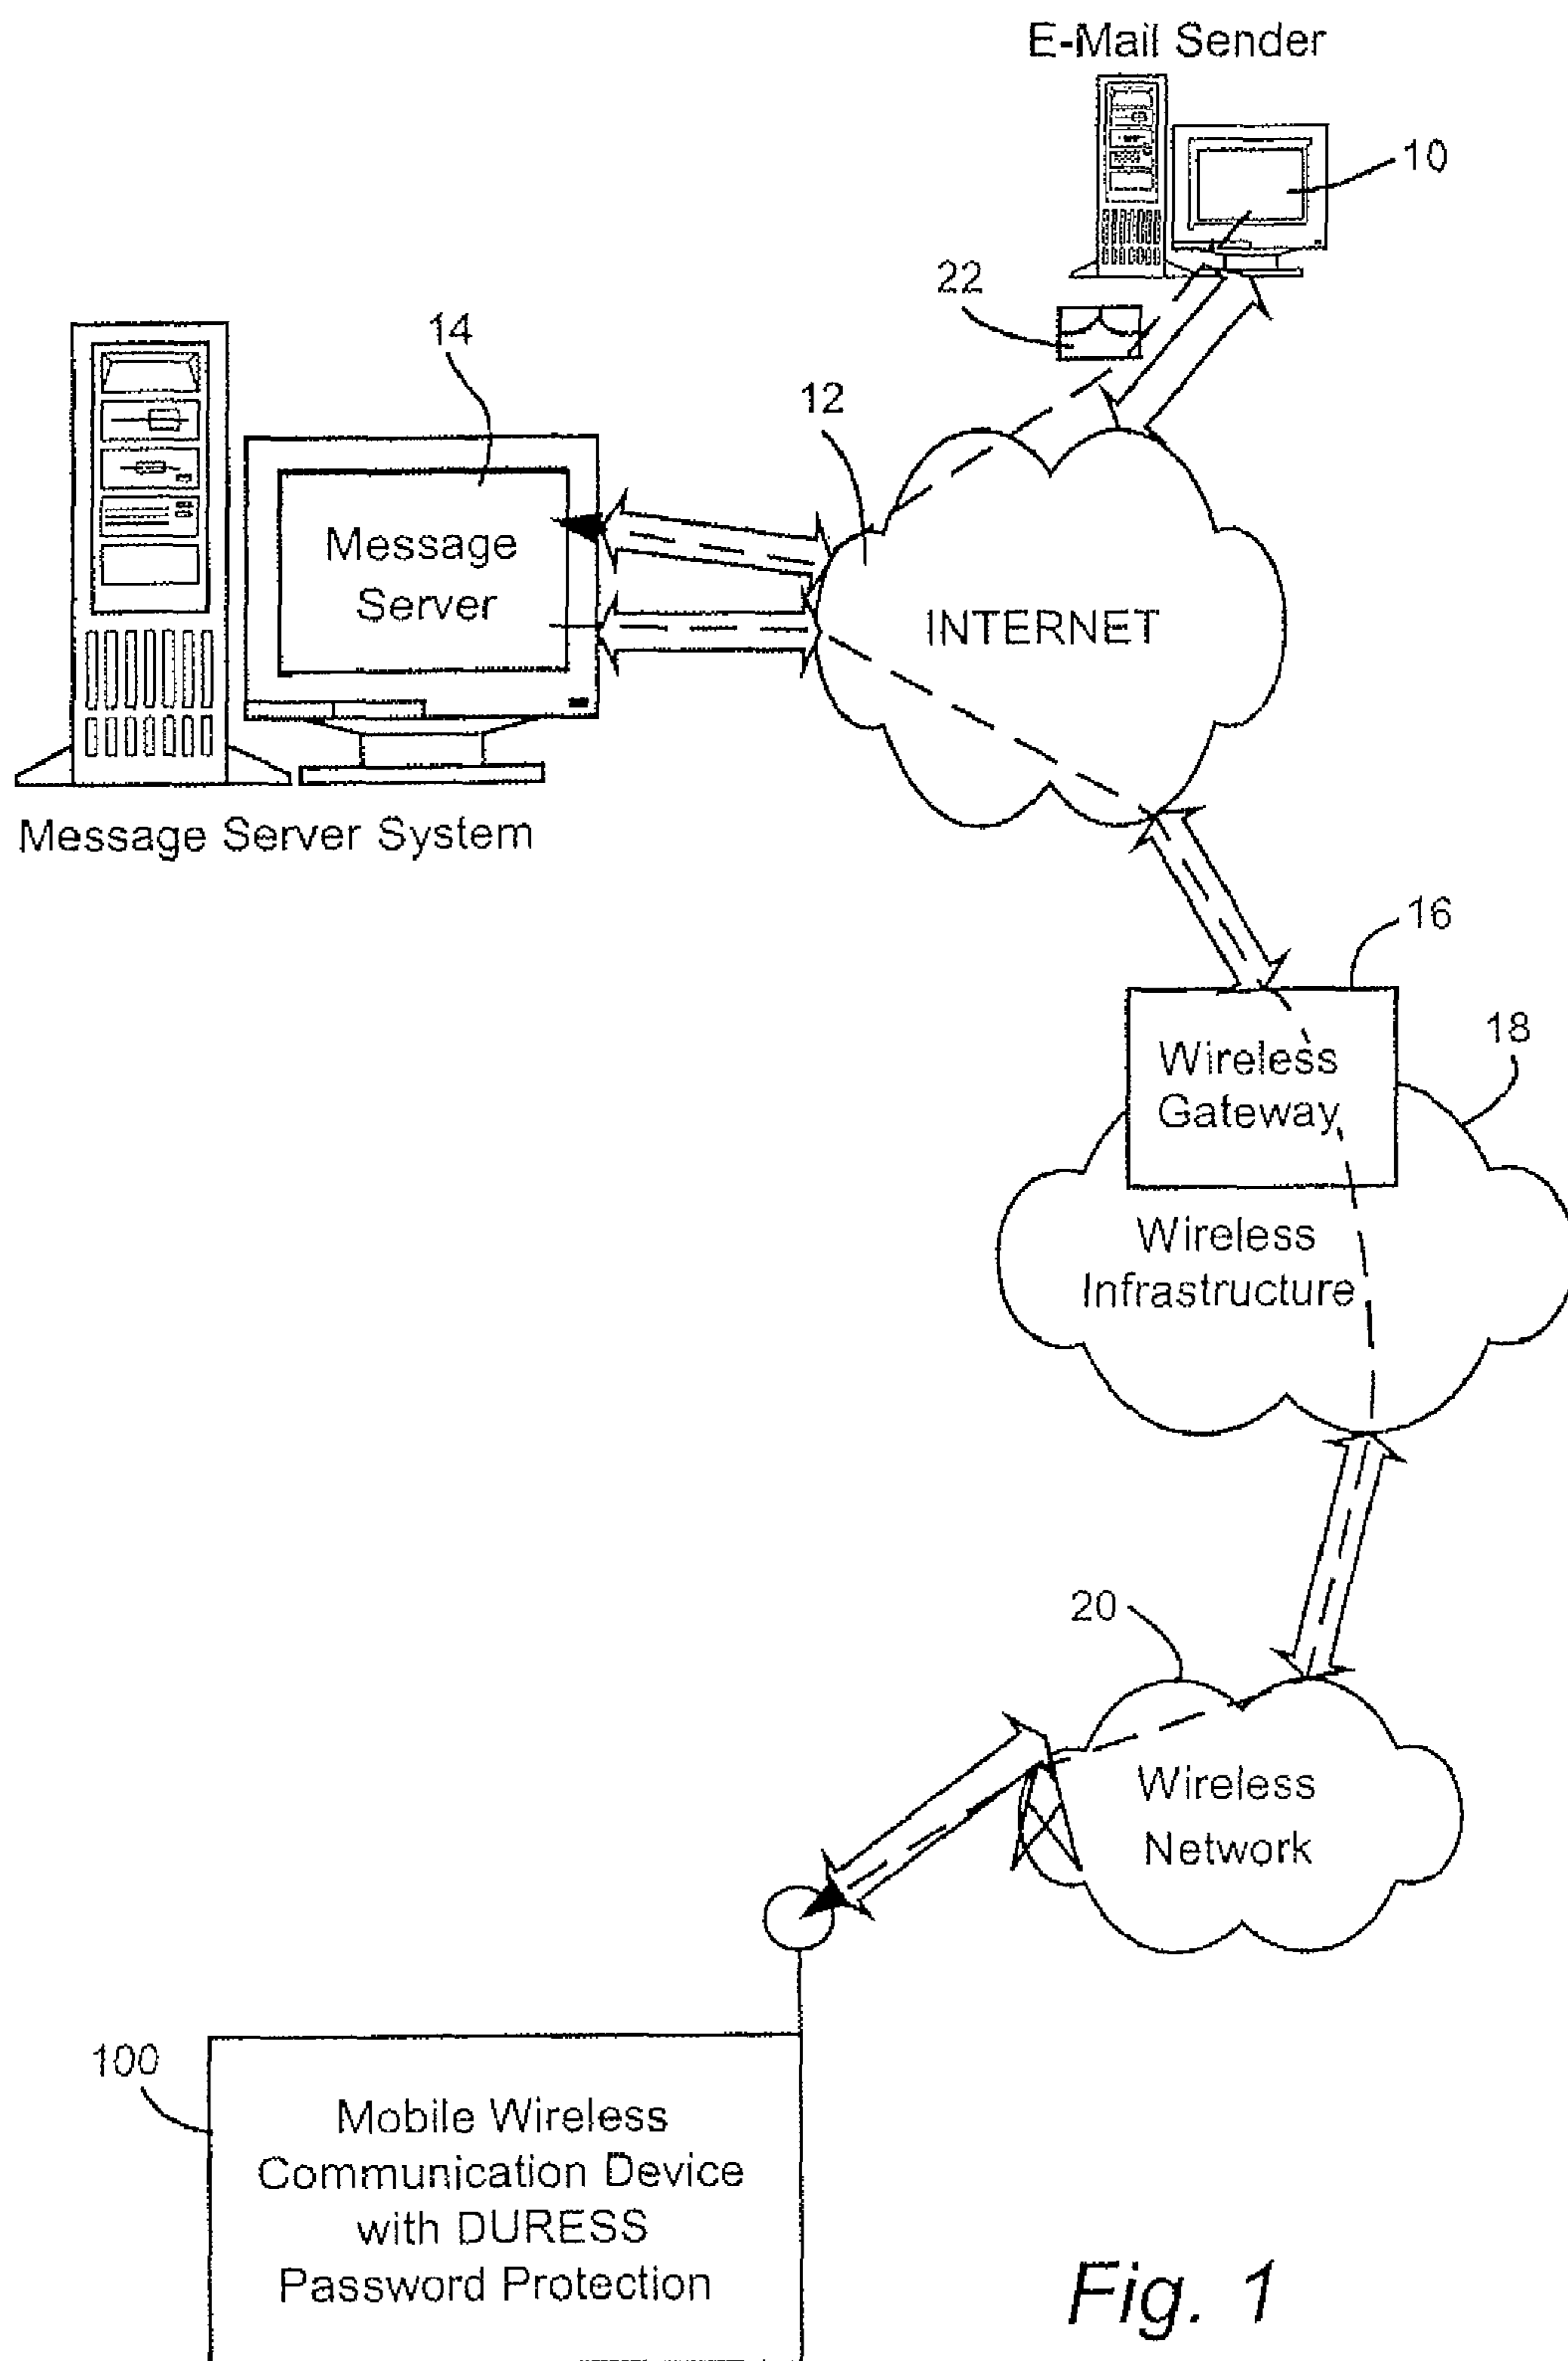 E-Mail Sender
10
22
14
12
Message
Server
INTERNET
Message Server System
16
18
Wireless
Gateway
Wireless
Infrastructure
20
Wireless
Network
100
Mobile Wireless
Communication Device
with DURESS
Password Protection
Fig. 1